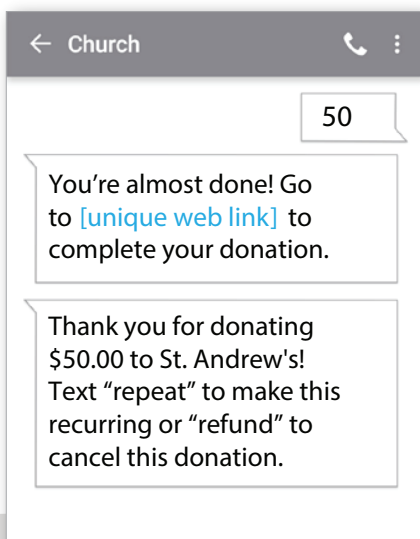 Church
50
You’re almost done! Go
to [unique web link] to
complete your donation.
Thank you for donating
$50.00 to St. Andrew's!
Text “repeat” to make this
recurring or “refund” to
cancel this donation.